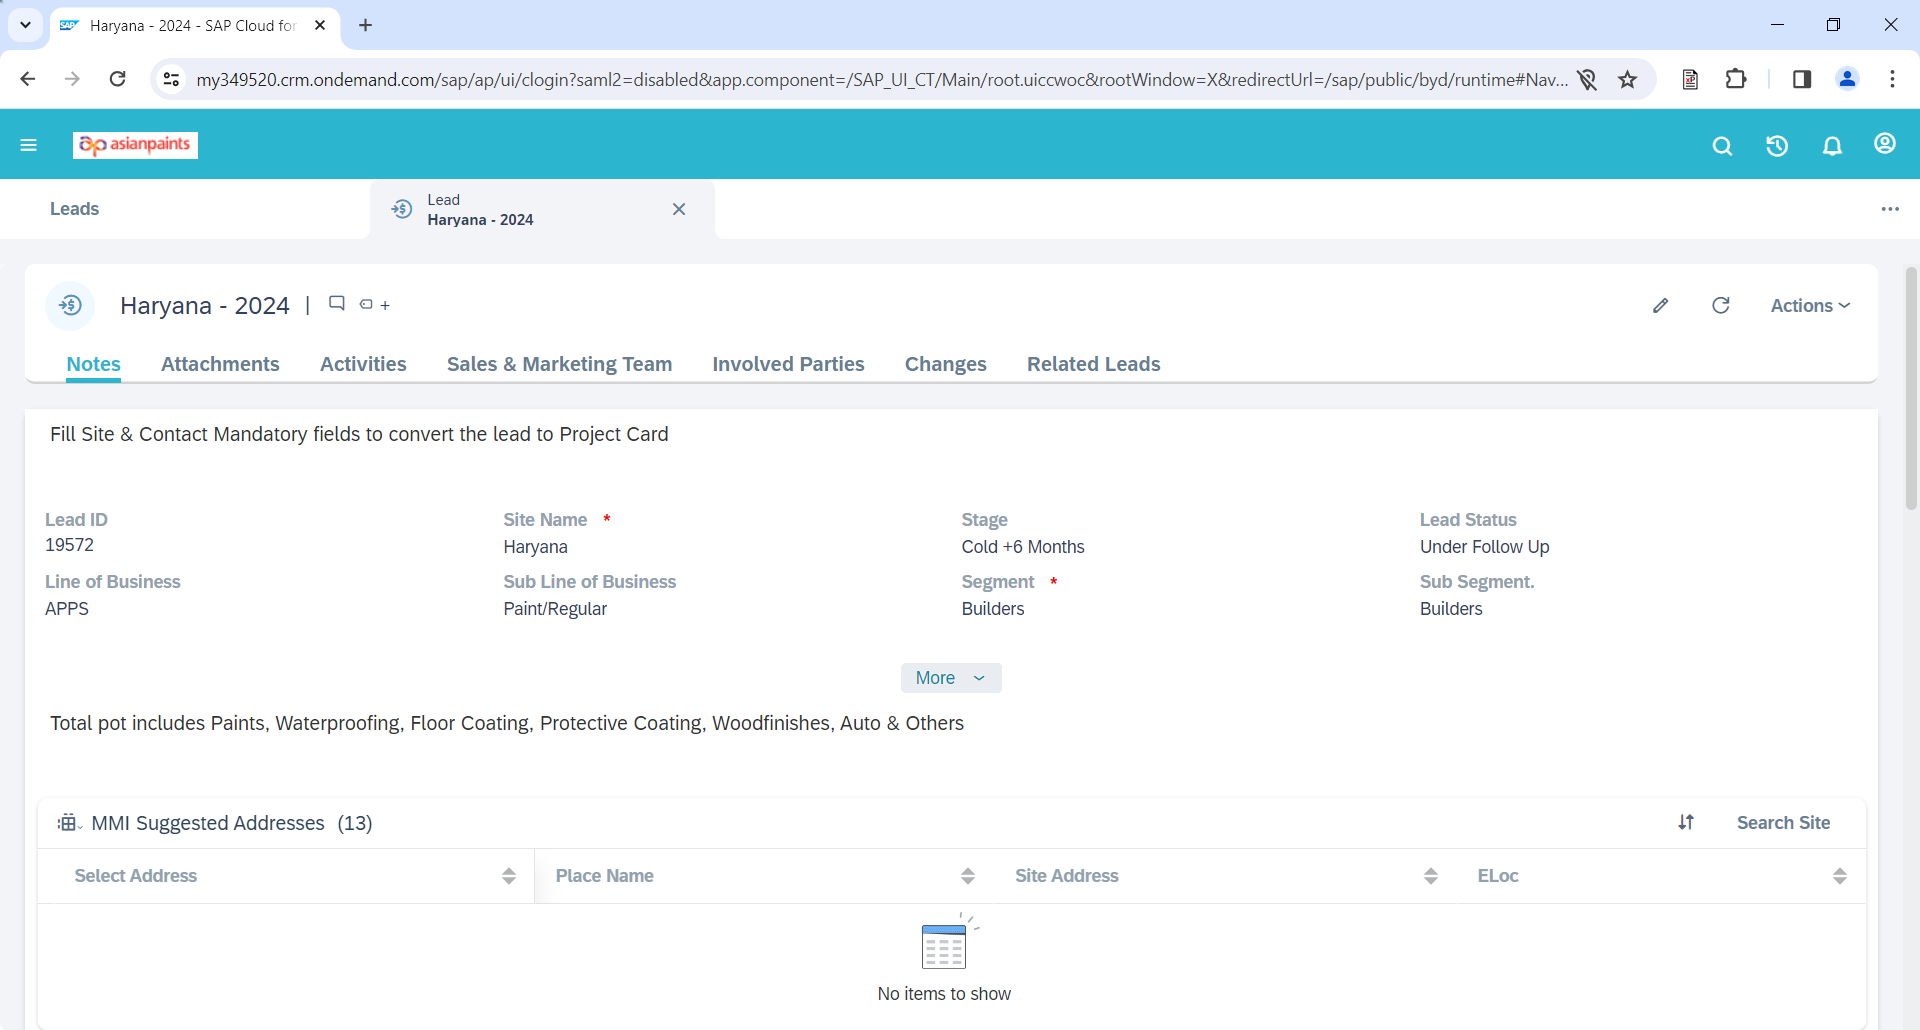 Haryana - 2024 - SAP Cloud for
my349520.crm.ondemand.com/sap/ap/ui/clogin?saml2=disabled&app.component=/SAP_UI_CT/Main/root.uiccwoc&rootWindow=X&redirectUrl=/sap/public/byd/runtime#Nav...
asianpaints
Leads
Lead
Haryana - 2024
Haryana - 2024 |
Actions
Notes Attachments Activities Sales & Marketing Team Involved Parties Changes Related Leads
Fill Site & Contact Mandatory fields to convert the lead to Project Card
Lead ID Site Name * Stage Lead Status
19572 Haryana Cold +6 Months Under Follow Up
Line of Business Sub Line of Business Segment * Sub Segment.
APPS Paint/Regular Builders Builders
More
Total pot includes Paints, Waterproofing, Floor Coating, Protective Coating, Woodfinishes, Auto & Others
MMI Suggested Addresses (13) Search Site
Select Address Place Name Site Address ELoc
No items to show